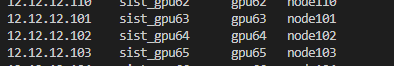 12.12.12.110 sist_gpu62 gpu62 node110
12.12.12.101 sist_gpu63 gpu63 node101
12.12.12.102 sist_gpu64 gpu64 node102
12.12.12.103 sist_gpu65 gpu65 node103